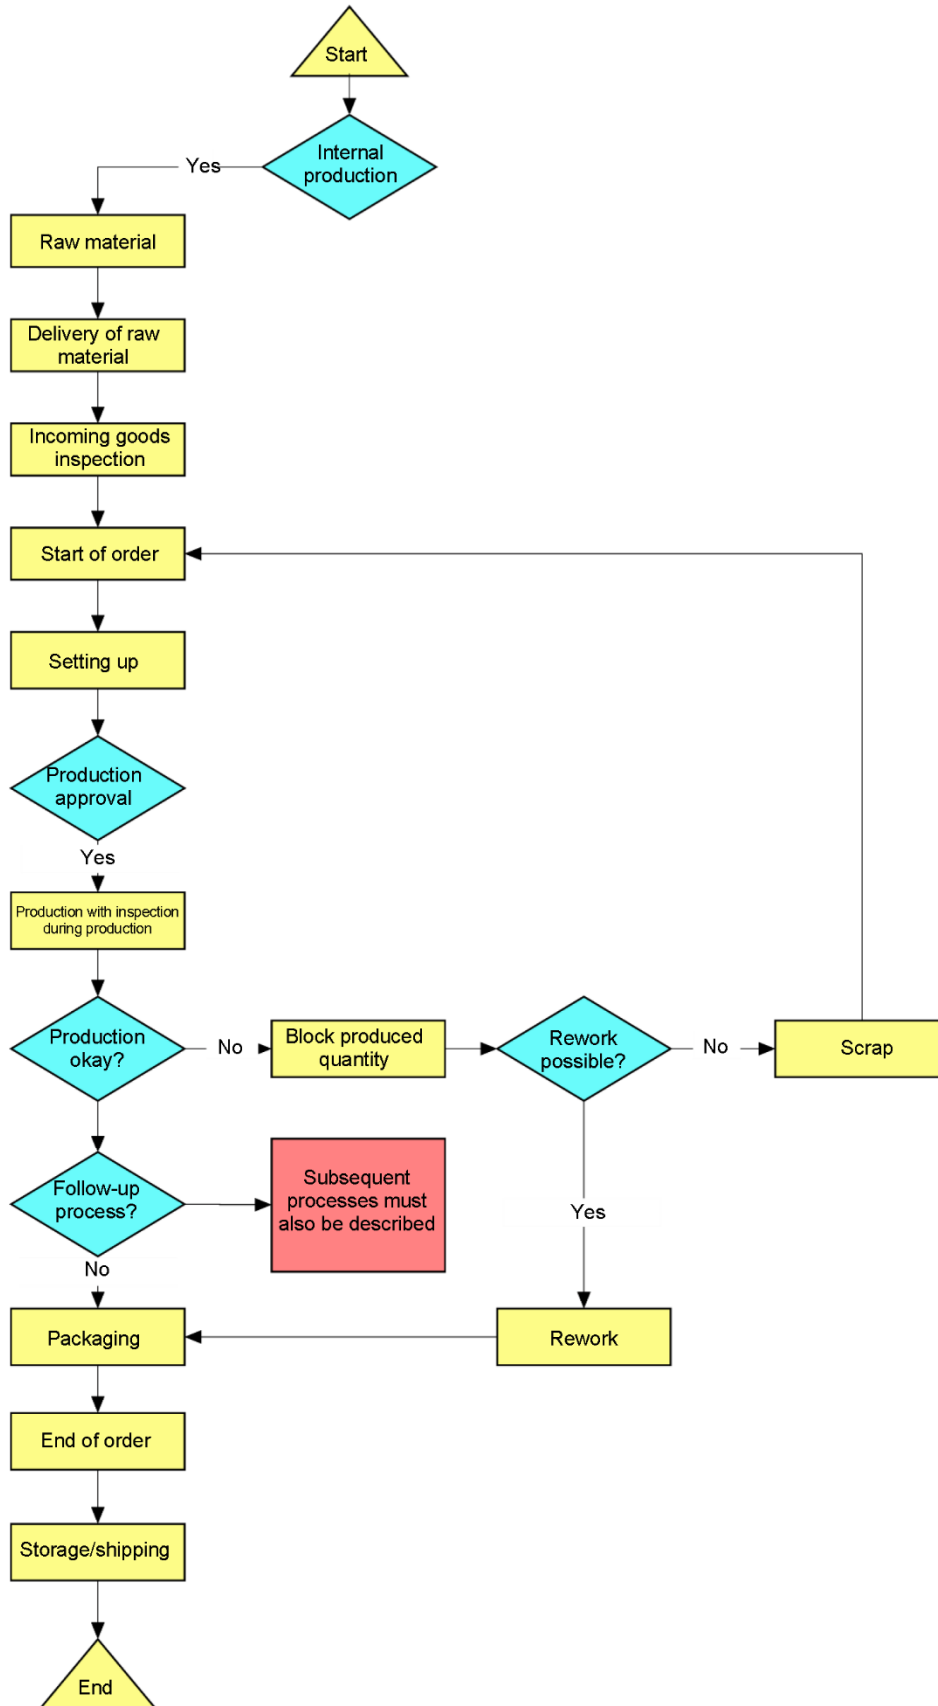 Start
Internal
production
Yes
Raw material
Delivery of raw
material
Incoming goods
inspection
Start of order
Setting up
Production
approval
Yes
Production with inspection
during production
Production
okay?
No
Block produced
quantity
Rework
possible?
No
Scrap
Follow-up
process?
Subsequent
processes must
also be described
Yes
No
Packaging
Rework
End of order
Storage/shipping
End